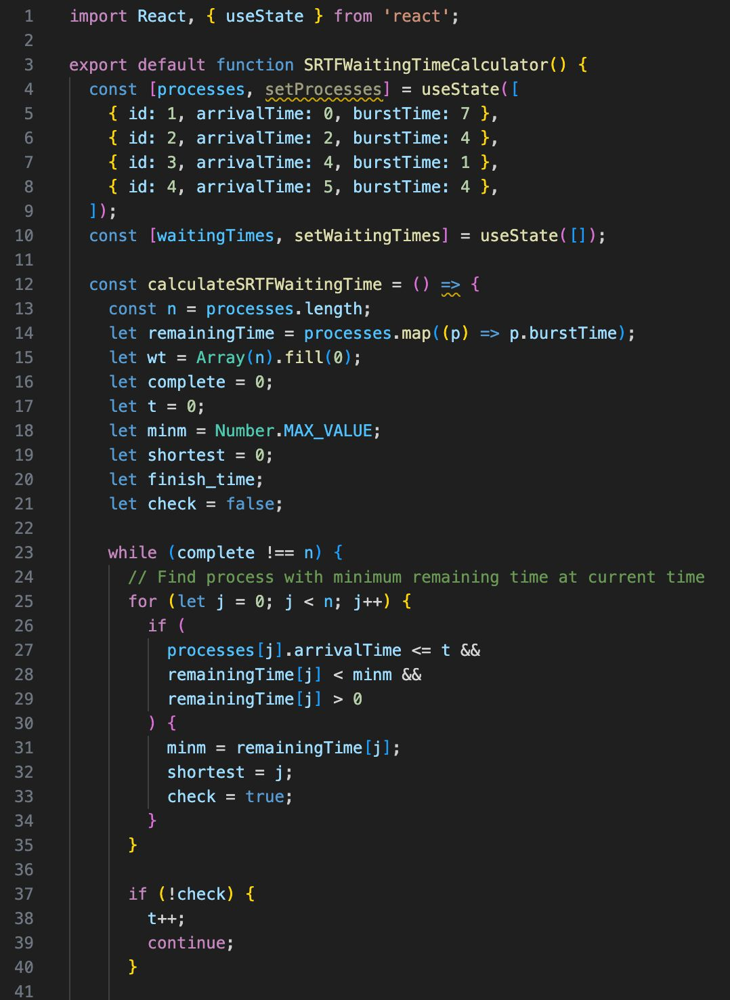 1 import React, { useState } from 'react';
2
3 export default function SRTFWaitingTimeCalculator() {
4   const [processes, setProcesses] = useState([
5     { id: 1, arrivalTime: 0, burstTime: 7 },
6     { id: 2, arrivalTime: 2, burstTime: 4 },
7     { id: 3, arrivalTime: 4, burstTime: 1 },
8     { id: 4, arrivalTime: 5, burstTime: 4 },
9   ]);
10   const [waitingTimes, setWaitingTimes] = useState([]);
11
12   const calculateSRTFWaitingTime = () => {
13     const n = processes.length;
14     let remainingTime = processes.map((p) => p.burstTime);
15     let wt = Array(n).fill(0);
16     let complete = 0;
17     let t = 0;
18     let minm = Number.MAX_VALUE;
19     let shortest = 0;
20     let finish_time;
21     let check = false;
22
23     while (complete !== n) {
24       // Find process with minimum remaining time at current time
25       for (let j = 0; j < n; j++) {
26         if (
27           processes[j].arrivalTime <= t &&
28           remainingTime[j] < minm &&
29           remainingTime[j] > 0
30         ) {
31           minm = remainingTime[j];
32           shortest = j;
33           check = true;
34         }
35       }
36
37       if (!check) {
38         t++;
39         continue;
40       }
41